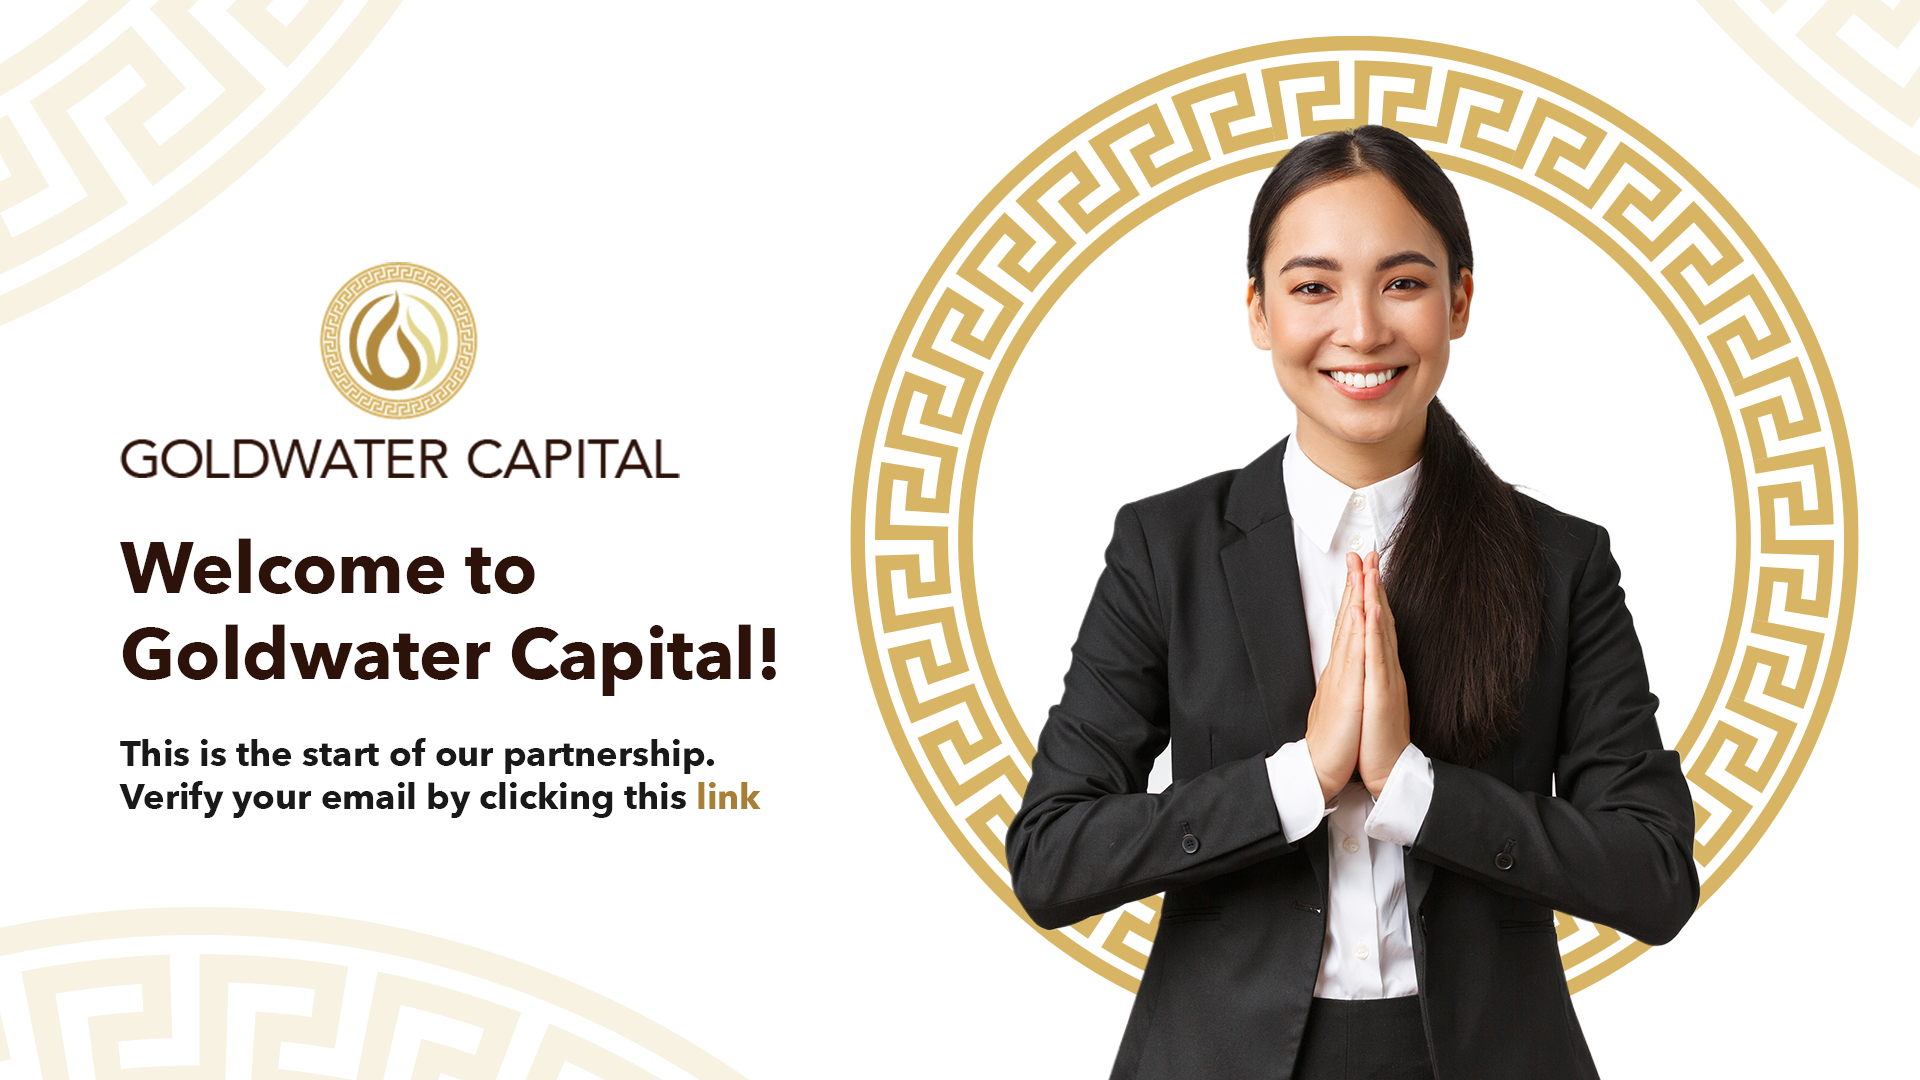 GOLDWATER CAPITAL
Welcome to
Goldwater Capital!
This is the start of our partnership.
Verify your email by clicking this link